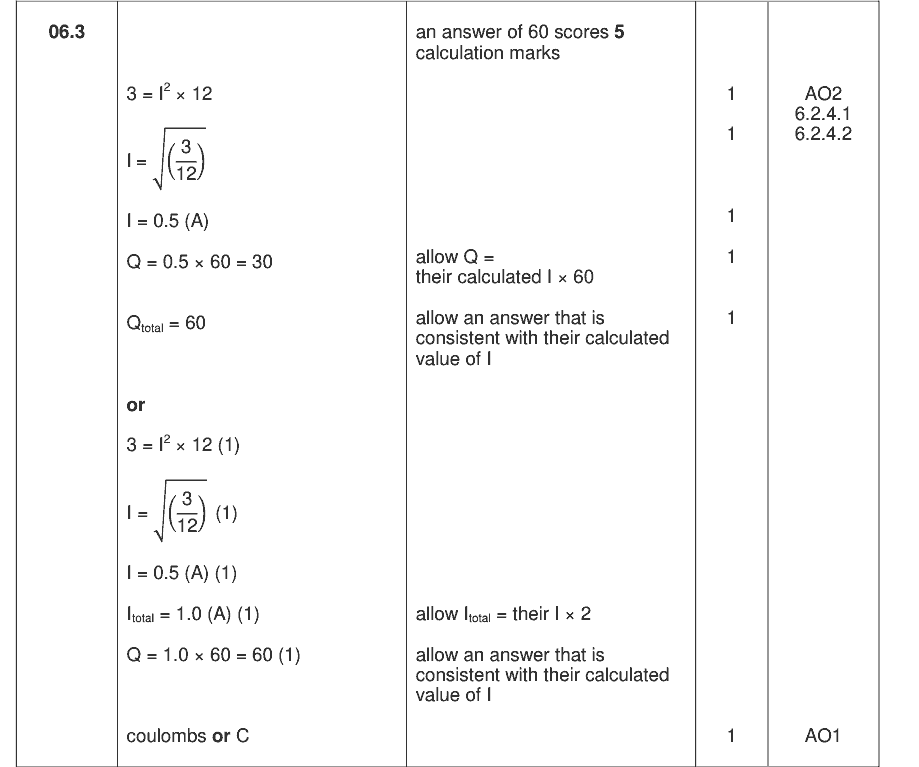 06.3
an answer of 60 scores 5
calculation marks
3 = I² × 12
1
AO2
6.2.4.1
I = √(3/12)
1
6.2.4.2
I = 0.5 (A)
1
Q = 0.5 × 60 = 30
allow Q =
their calculated I × 60
1
Qtotal = 60
allow an answer that is
consistent with their calculated
value of I
1
or
3 = I² × 12 (1)
I = √(3/12) (1)
I = 0.5 (A) (1)
Itotal = 1.0 (A) (1)
allow Itotal = their I × 2
Q = 1.0 × 60 = 60 (1)
allow an answer that is
consistent with their calculated
value of I
coulombs or C
1
AO1